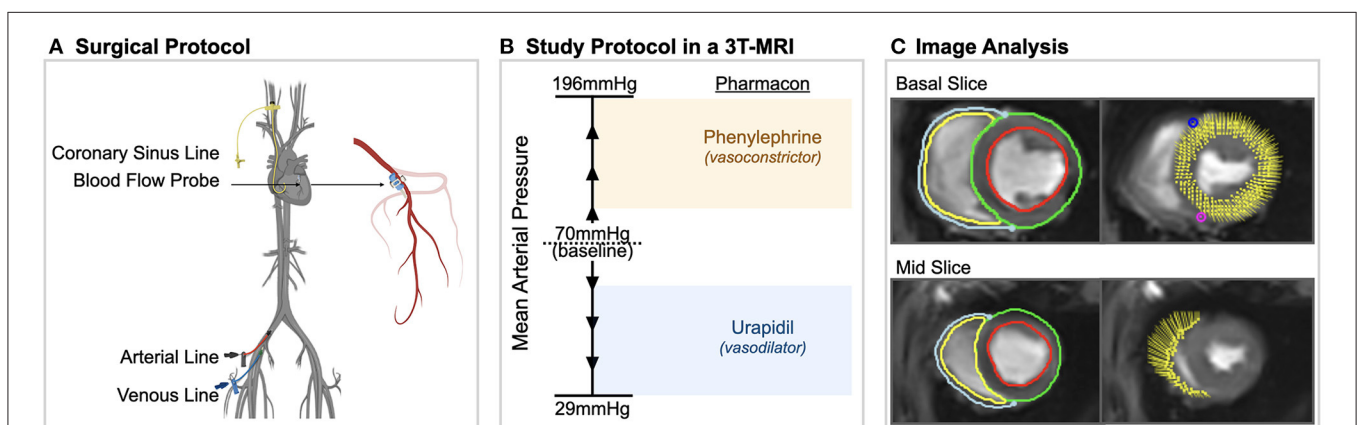 A Surgical Protocol
Coronary Sinus Line
Blood Flow Probe
Arterial Line
Venous Line
B Study Protocol in a 3T-MRI
Mean Arterial Pressure
196mmHg
Pharmacon
Phenylephrine
(vasoconstrictor)
70mmHg
(baseline)
Urapidil
(vasodilator)
29mmHg
C Image Analysis
Basal Slice
Mid Slice